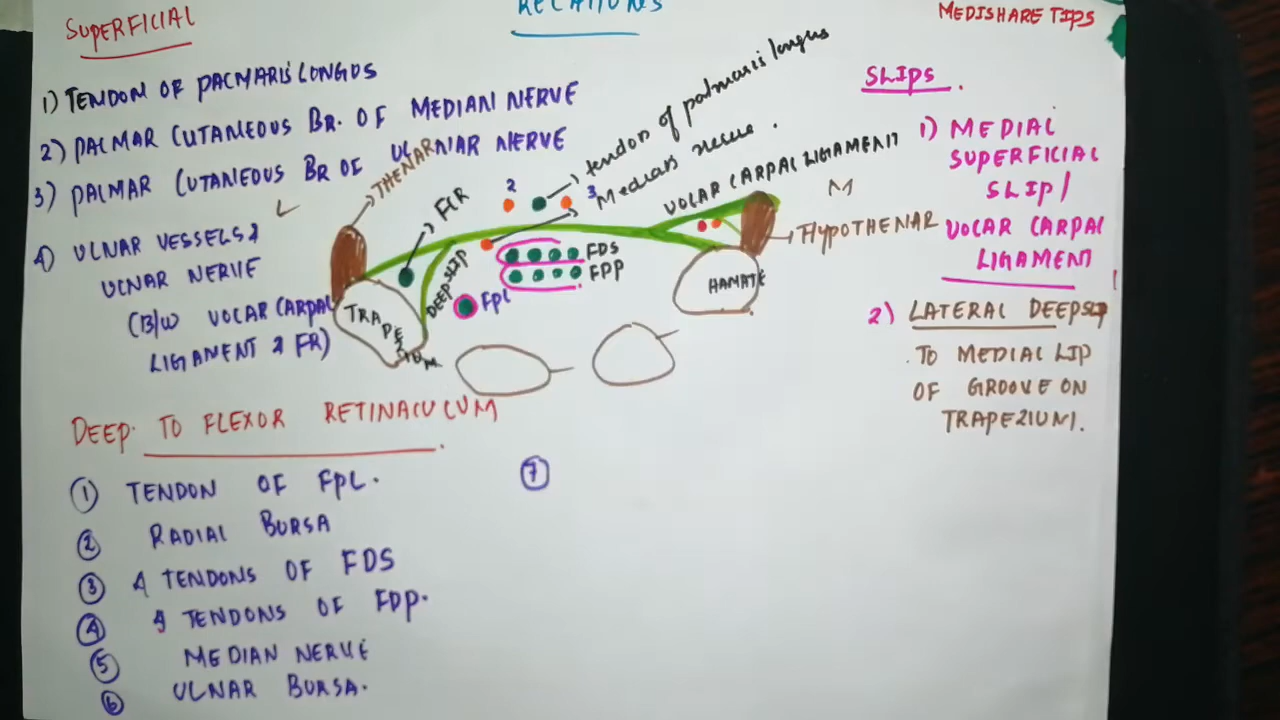 SUPERFICIAL
RELATIONS
MEDISHARE TIPS
1) TENDON OF PALMARIS LONGUS
2) PALMAR CUTANEOUS BR. OF MEDIAN NERVE
3) PALMAR CUTANEOUS BR OF ULNAR NERVE
4) ULNAR VESSELS &
ULNAR NERVE
(B/W VOLAR CARPAL
LIGAMENT & FR)
L
THENAR
FCR
2
3
tendon of palmaris longus
Median nerve.
VOLAR CARPAL LIGAMENT
M
HYPOTHENAR
DEEP SLIP
FDS
FDP
FPL
TRAPEZIUM
HAMATE
SLIPS.
1) MEDIAL
SUPERFICIAL
SLIP/
VOLAR CARPAL
LIGAMENT
2) LATERAL DEEP SLIP
TO MEDIAL LIP
OF GROOVE ON
TRAPEZIUM.
DEEP TO FLEXOR RETINACULUM
1 TENDON OF FPL.
2 RADIAL BURSA
3 4 TENDONS OF FDS
4 4 TENDONS OF FDP.
5 MEDIAN NERVE
6 ULNAR BURSA.
7